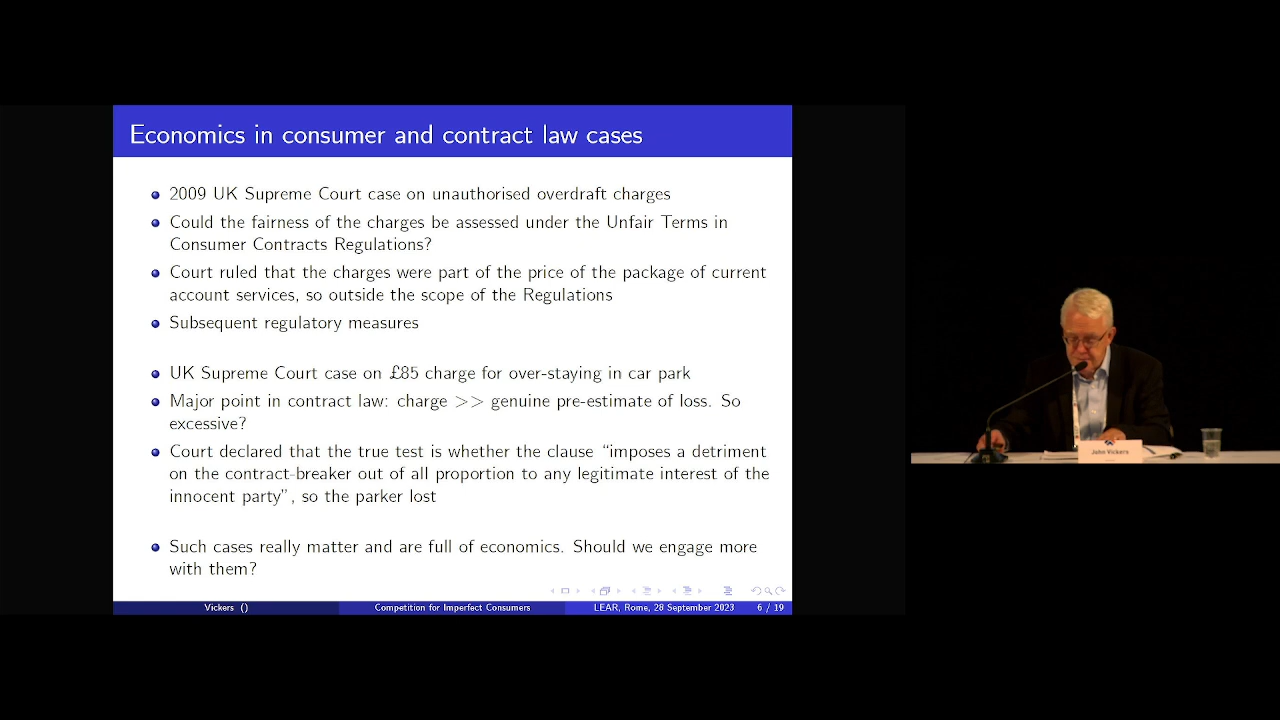 Economics in consumer and contract law cases
2009 UK Supreme Court case on unauthorised overdraft charges
Could the fairness of the charges be assessed under the Unfair Terms in
Consumer Contracts Regulations?
Court ruled that the charges were part of the price of the package of current
account services, so outside the scope of the Regulations
Subsequent regulatory measures
UK Supreme Court case on £85 charge for over-staying in car park
Major point in contract law: charge >> genuine pre-estimate of loss. So
excessive?
Court declared that the true test is whether the clause “imposes a detriment
on the contract-breaker out of all proportion to any legitimate interest of the
innocent party”, so the parker lost
Such cases really matter and are full of economics. Should we engage more
with them?
Vickers () Competition for Imperfect Consumers LEAR, Rome, 28 September 2023 6 / 19
John Vickers